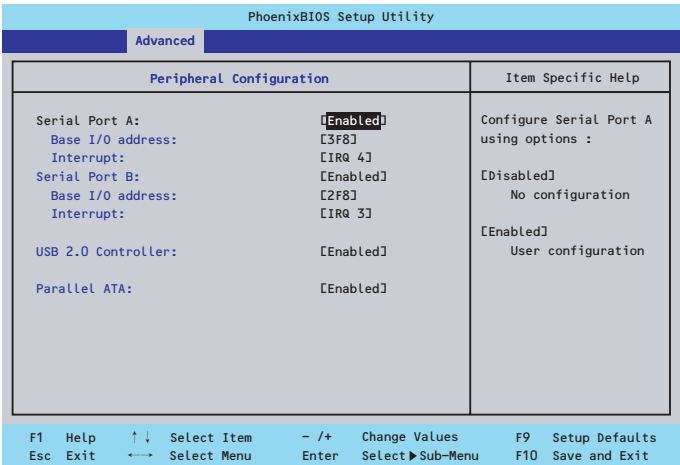 PhoenixBIOS Setup Utility
Advanced
Peripheral Configuration
Serial Port A: [Enabled]
Base I/O address: [3F8]
Interrupt: [IRQ 4]
Serial Port B: [Enabled]
Base I/O address: [2F8]
Interrupt: [IRQ 3]
USB 2.0 Controller: [Enabled]
Parallel ATA: [Enabled]
Item Specific Help
Configure Serial Port A
using options :
[Disabled]
No configuration
[Enabled]
User configuration
F1 Help ↑↓ Select Item - /+ Change Values F9 Setup Defaults
Esc Exit ←→ Select Menu Enter Select▶Sub-Menu F10 Save and Exit